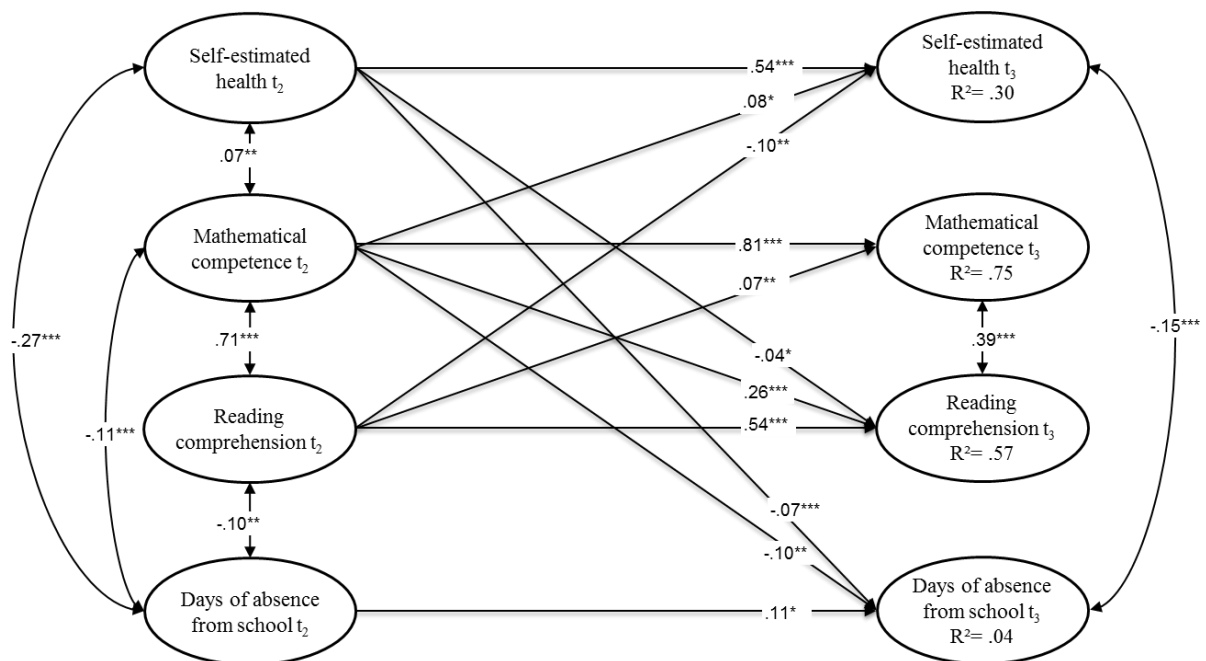 Self-estimated
health t₂
Self-estimated
health t₃
R²= .30
.54***
.08*
-.10**
.07**
Mathematical
competence t₂
Mathematical
competence t₃
R²= .75
.81***
.07**
-.27***
.71***
.39***
-.15***
-.04*
.26***
.54***
-.11***
Reading
comprehension t₂
Reading
comprehension t₃
R²= .57
-.10**
-.07***
-.10**
Days of absence
from school t₂
.11*
Days of absence
from school t₃
R²= .04